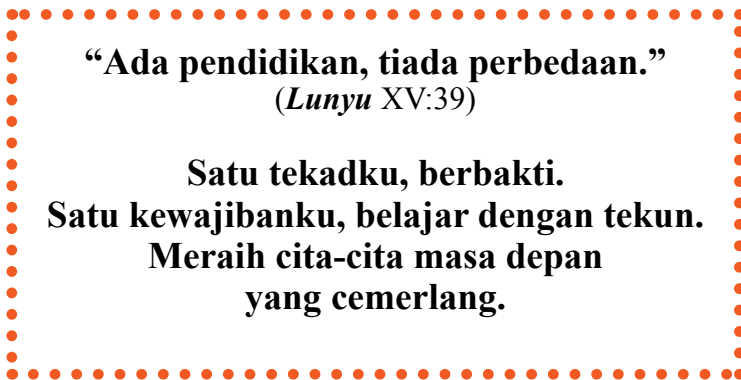 “Ada pendidikan, tiada perbedaan.”
(Lunyu XV:39)
Satu tekadku, berbakti.
Satu kewajibanku, belajar dengan tekun.
Meraih cita-cita masa depan
yang cemerlang.